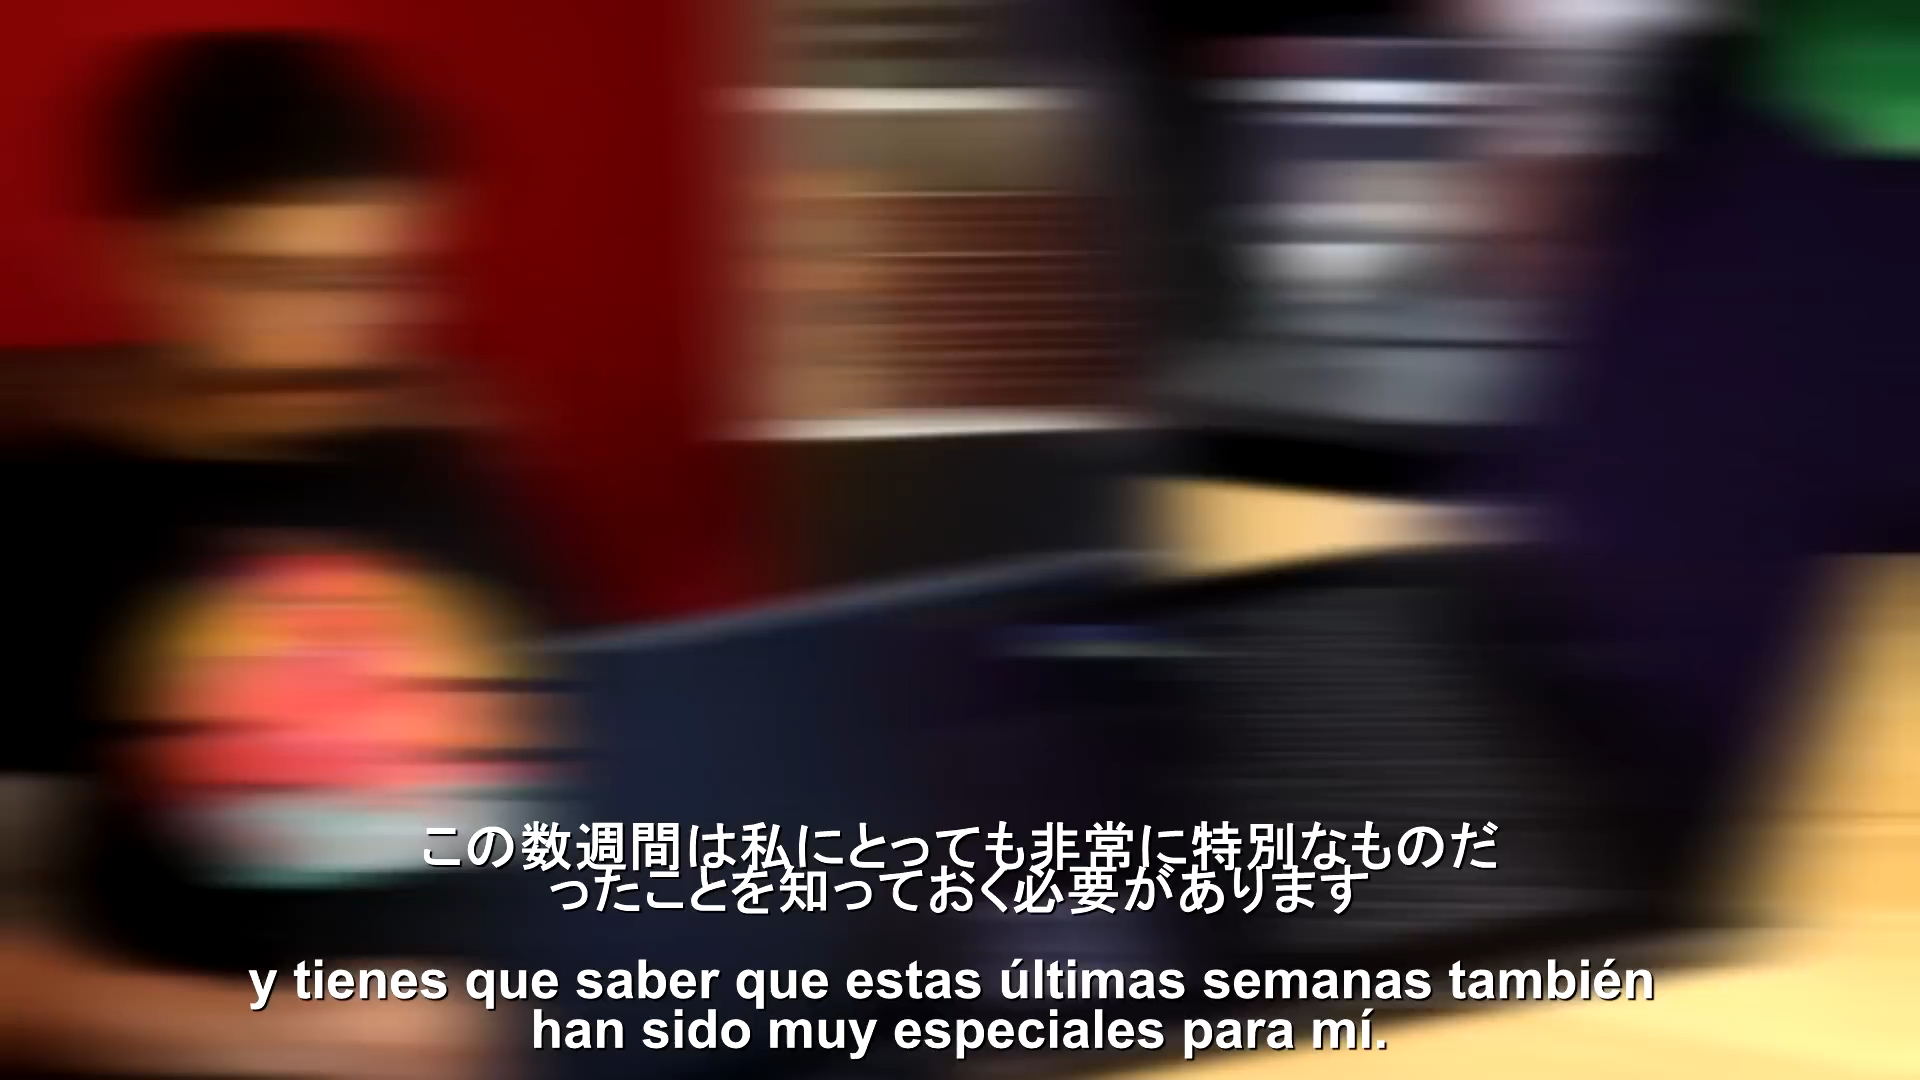 この数週間は私にとっても非常に特別なものだ
ったことを知っておく必要があります
y tienes que saber que estas últimas semanas también
han sido muy especiales para mí.